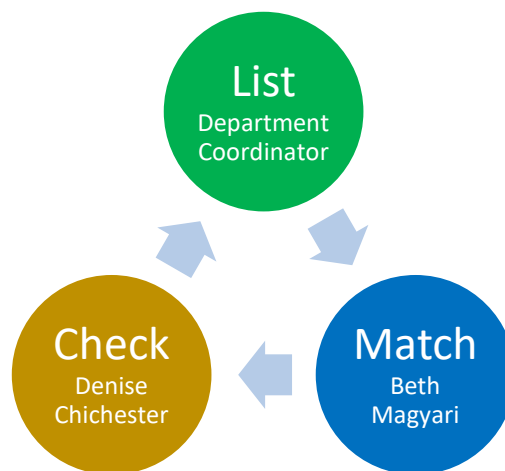 List
Department
Coordinator
Match
Beth
Magyari
Check
Denise
Chichester